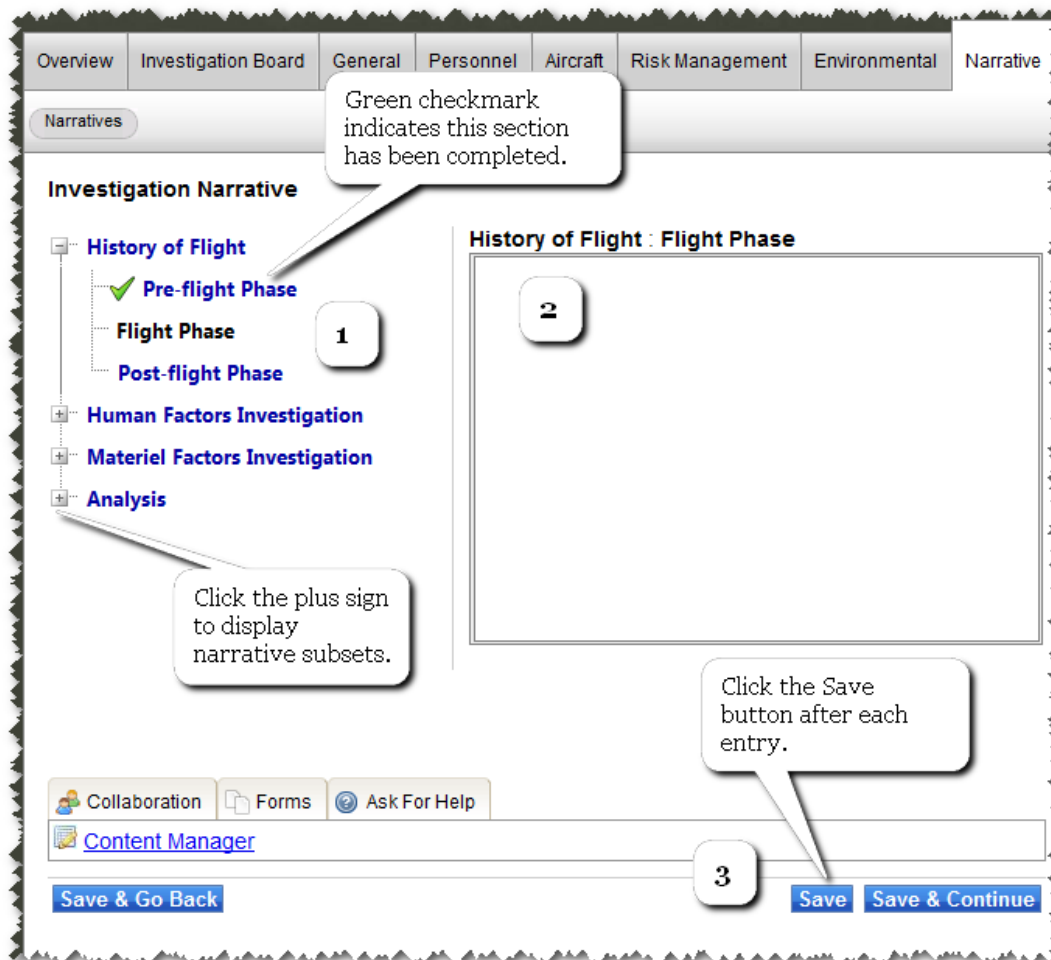 Overview Investigation Board General Personnel Aircraft Risk Management Environmental Narrative
Narratives
Green checkmark
indicates this section
has been completed.
Investigation Narrative
History of Flight
Pre-flight Phase
Flight Phase
Post-flight Phase
Human Factors Investigation
Materiel Factors Investigation
Analysis
1
History of Flight : Flight Phase
2
Click the plus sign
to display
narrative subsets.
Click the Save
button after each
entry.
Collaboration Forms Ask For Help
Content Manager
3
Save & Go Back Save Save & Continue